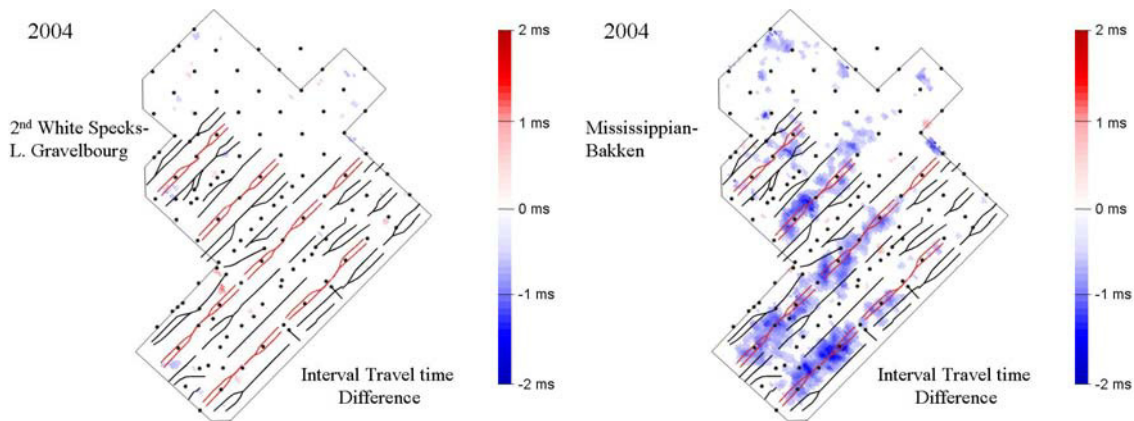 2004
2nd White Specks-
L. Gravelbourg
2 ms
1 ms
0 ms
-1 ms
-2 ms
Interval Travel time
Difference
2004
Mississippian-
Bakken
2 ms
1 ms
0 ms
-1 ms
-2 ms
Interval Travel time
Difference